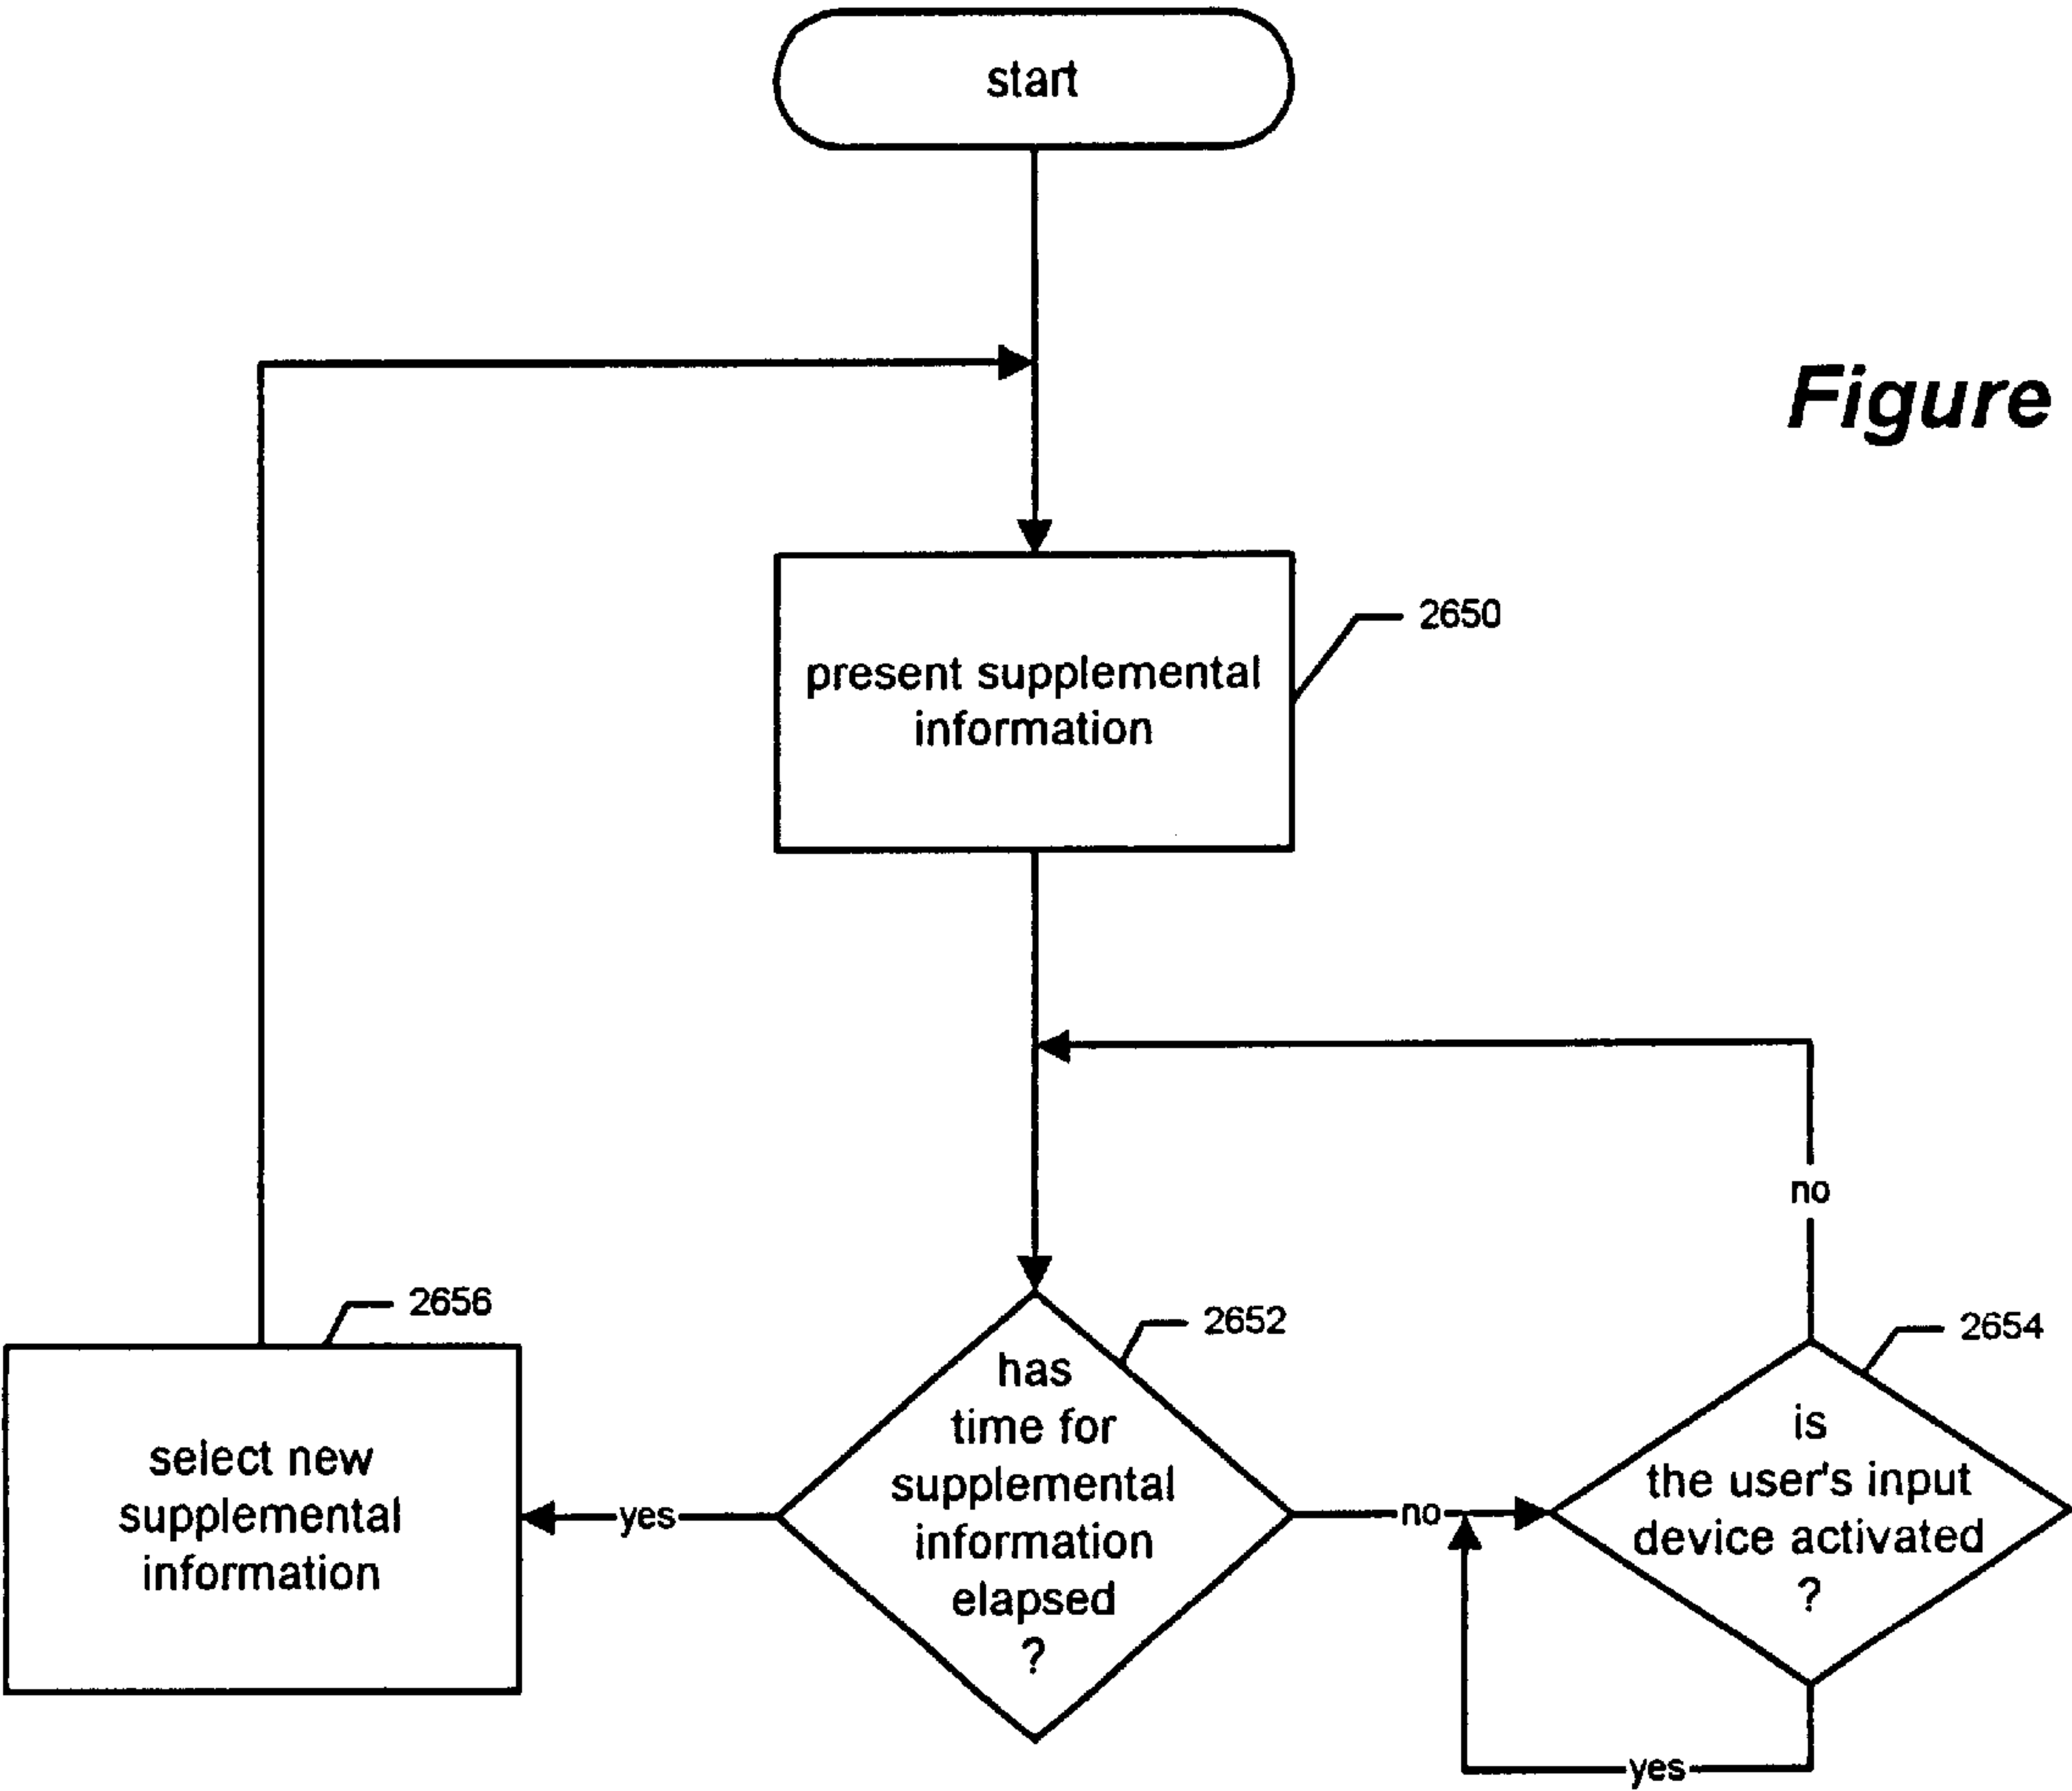 start
Figure
2650
present supplemental
information
no
2656
2652
2654
has
time for
supplemental
information
elapsed
?
is
the user's input
device activated
?
select new
supplemental
information
yes
no
yes